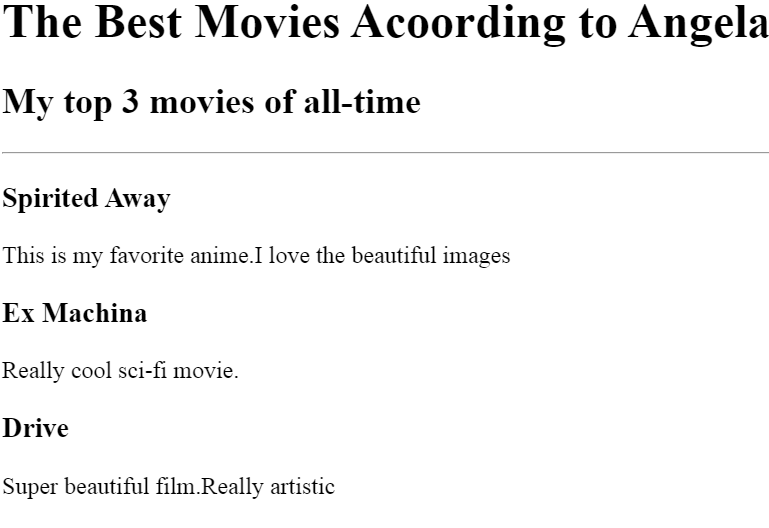 The Best Movies Acoording to Angela
My top 3 movies of all-time
Spirited Away
This is my favorite anime.I love the beautiful images
Ex Machina
Really cool sci-fi movie.
Drive
Super beautiful film.Really artistic